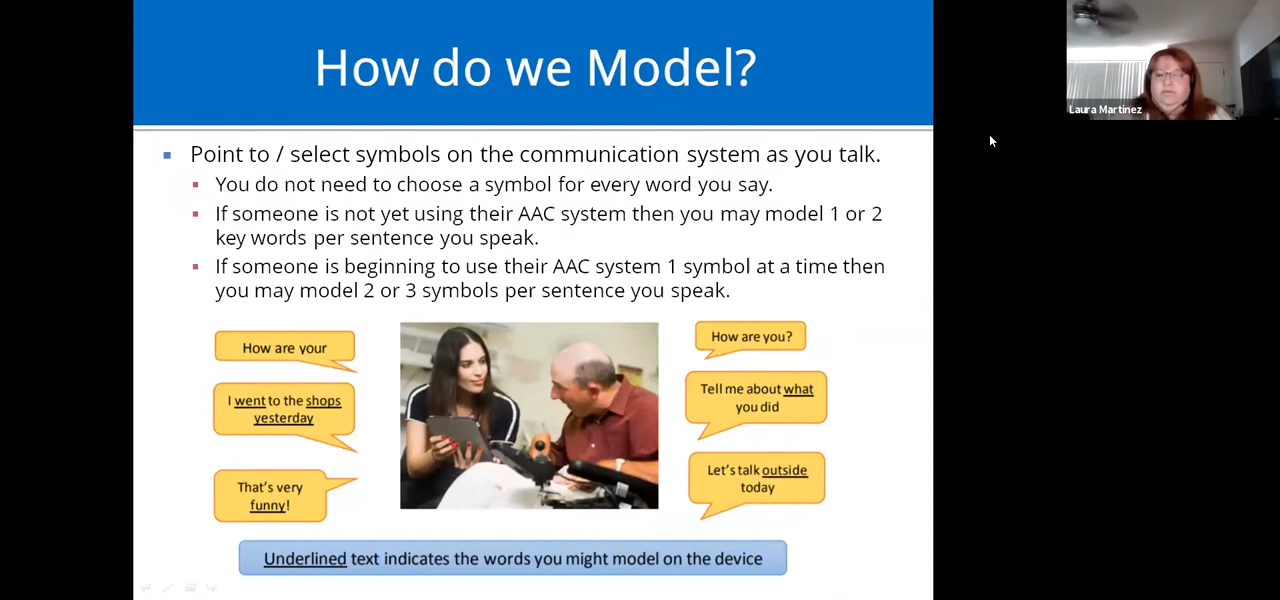 How do we Model?
Laura Martinez
Point to / select symbols on the communication system as you talk.
You do not need to choose a symbol for every word you say.
If someone is not yet using their AAC system then you may model 1 or 2
key words per sentence you speak.
If someone is beginning to use their AAC system 1 symbol at a time then
you may model 2 or 3 symbols per sentence you speak.
How are your
I went to the shops
yesterday
That's very
funny!
How are you?
Tell me about what
you did
Let's talk outside
today
Underlined text indicates the words you might model on the device